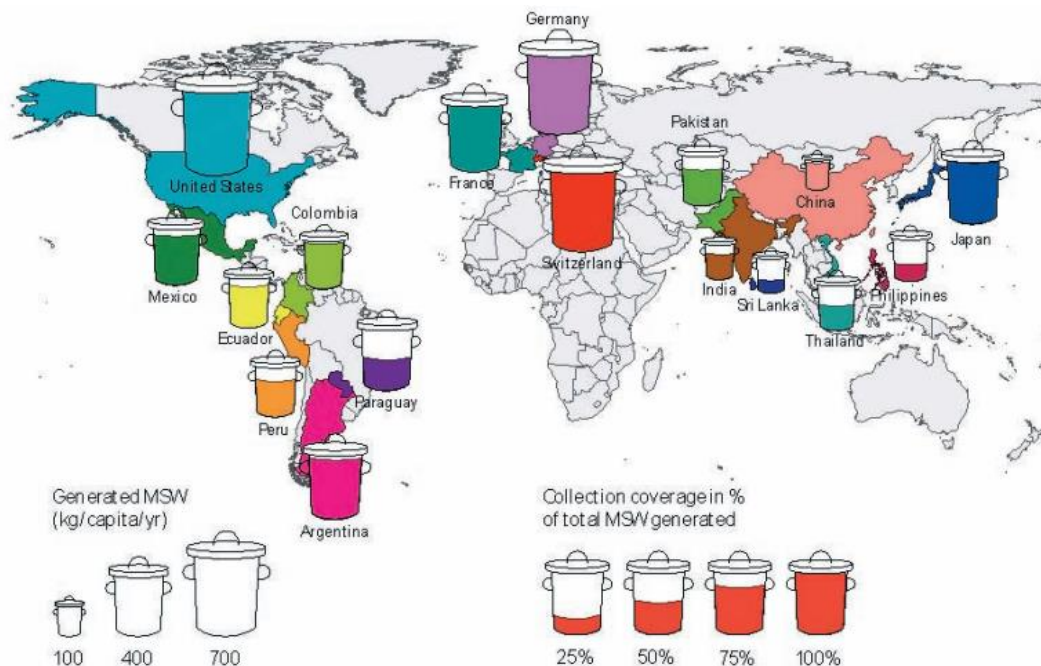 Germany
Pakistan
United States
France
China
Colombia
Japan
Mexico
Switzerland
India
Sri Lanka
Philippines
Ecuador
Thailand
Paraguay
Peru
Argentina
Generated MSW
(kg/capita/yr)
100 400 700
Collection coverage in %
of total MSW generated
25% 50% 75% 100%